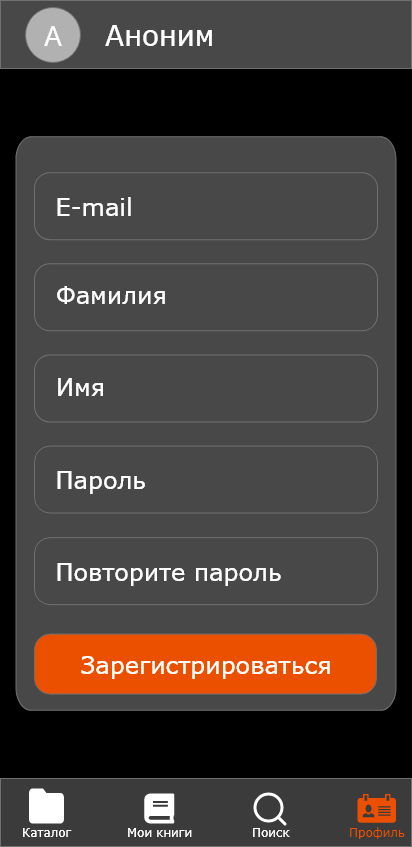 А
Аноним
E-mail
Фамилия
Имя
Пароль
Повторите пароль
Зарегистрироваться
Каталог
Мои книги
Поиск
Профиль